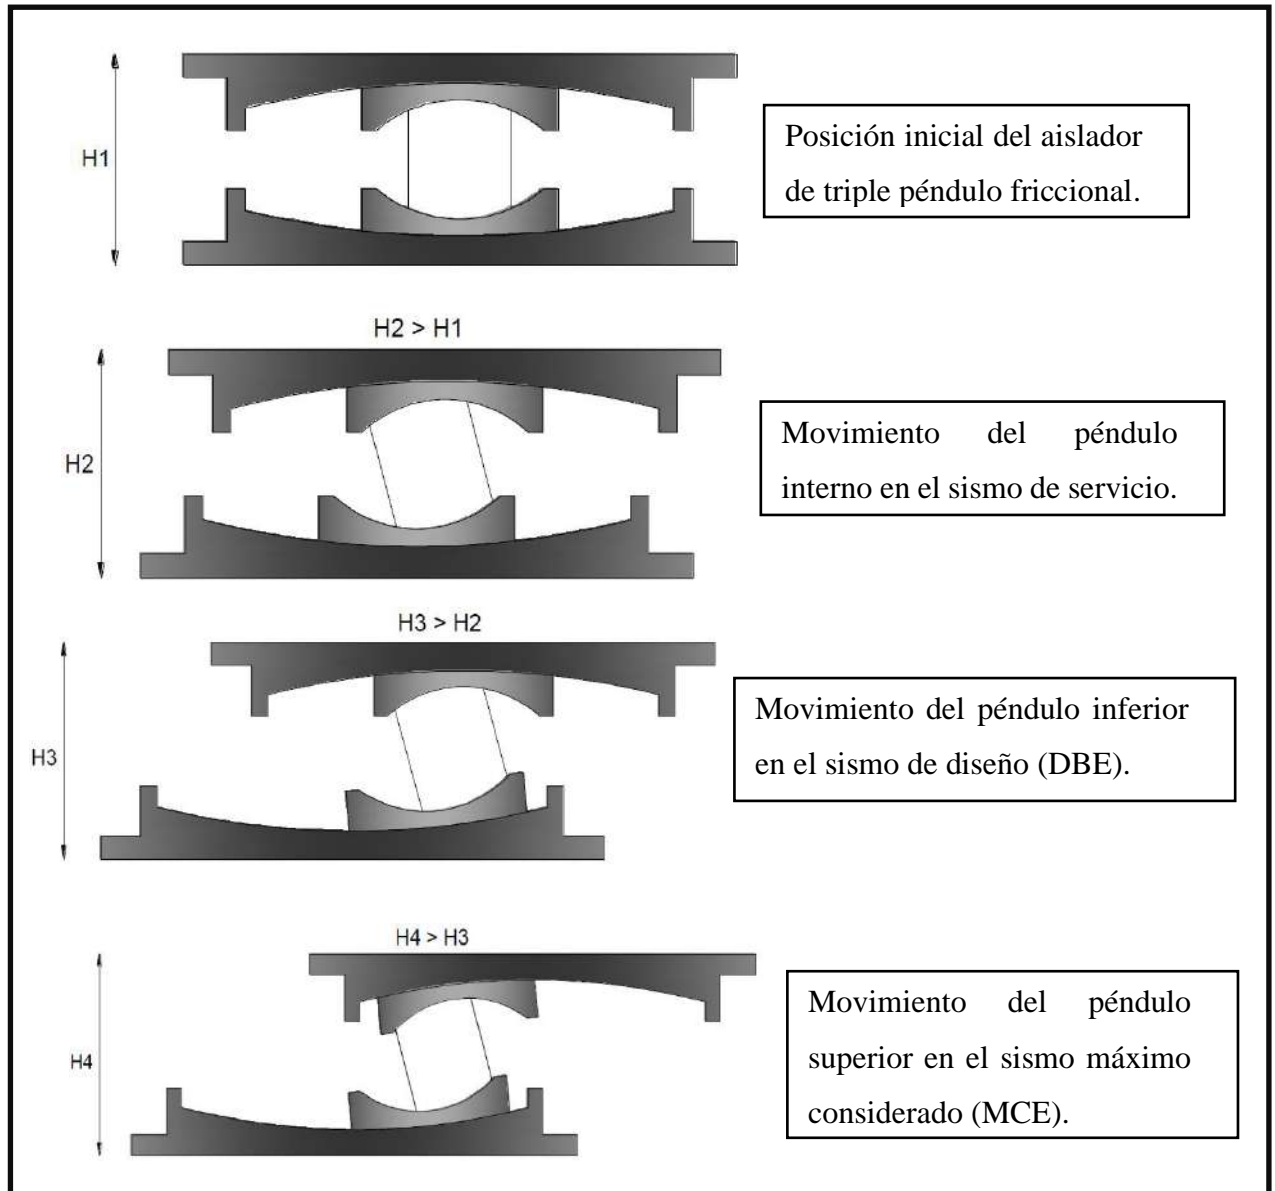 H1
Posición inicial del aislador
de triple péndulo friccional.
H2 > H1
H2
Movimiento del péndulo
interno en el sismo de servicio.
H3 > H2
H3
Movimiento del péndulo inferior
en el sismo de diseño (DBE).
H4 > H3
H4
Movimiento del péndulo
superior en el sismo máximo
considerado (MCE).